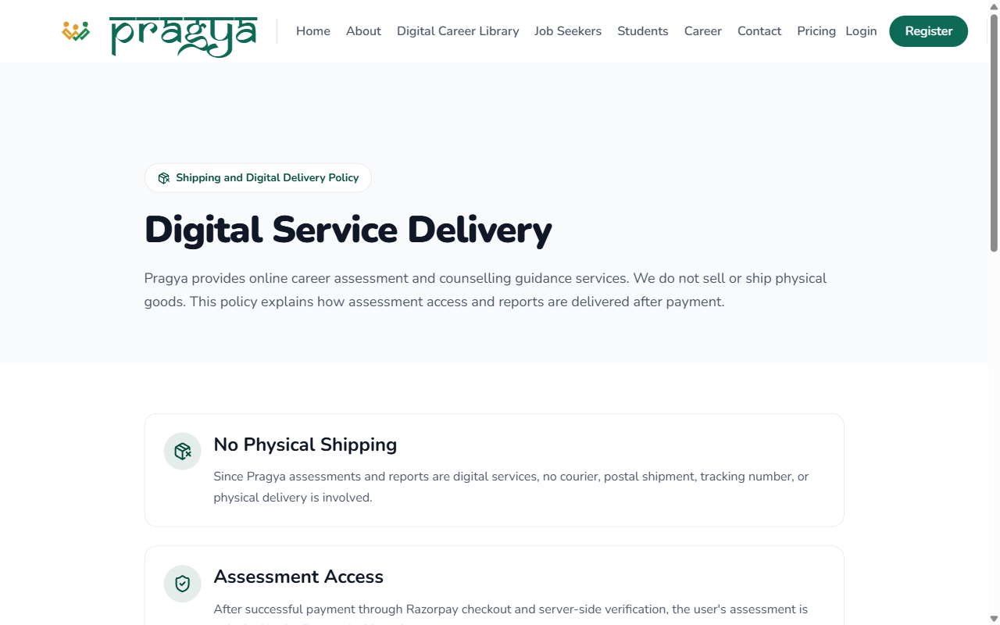 pragya
Home
About
Digital Career Library
Job Seekers
Students
Career
Contact
Pricing
Login
Register
Shipping and Digital Delivery Policy
Digital Service Delivery
Pragya provides online career assessment and counselling guidance services. We do not sell or ship physical
goods. This policy explains how assessment access and reports are delivered after payment.
No Physical Shipping
Since Pragya assessments and reports are digital services, no courier, postal shipment, tracking number, or
physical delivery is involved.
Assessment Access
After successful payment through Razorpay checkout and server-side verification, the user's assessment is